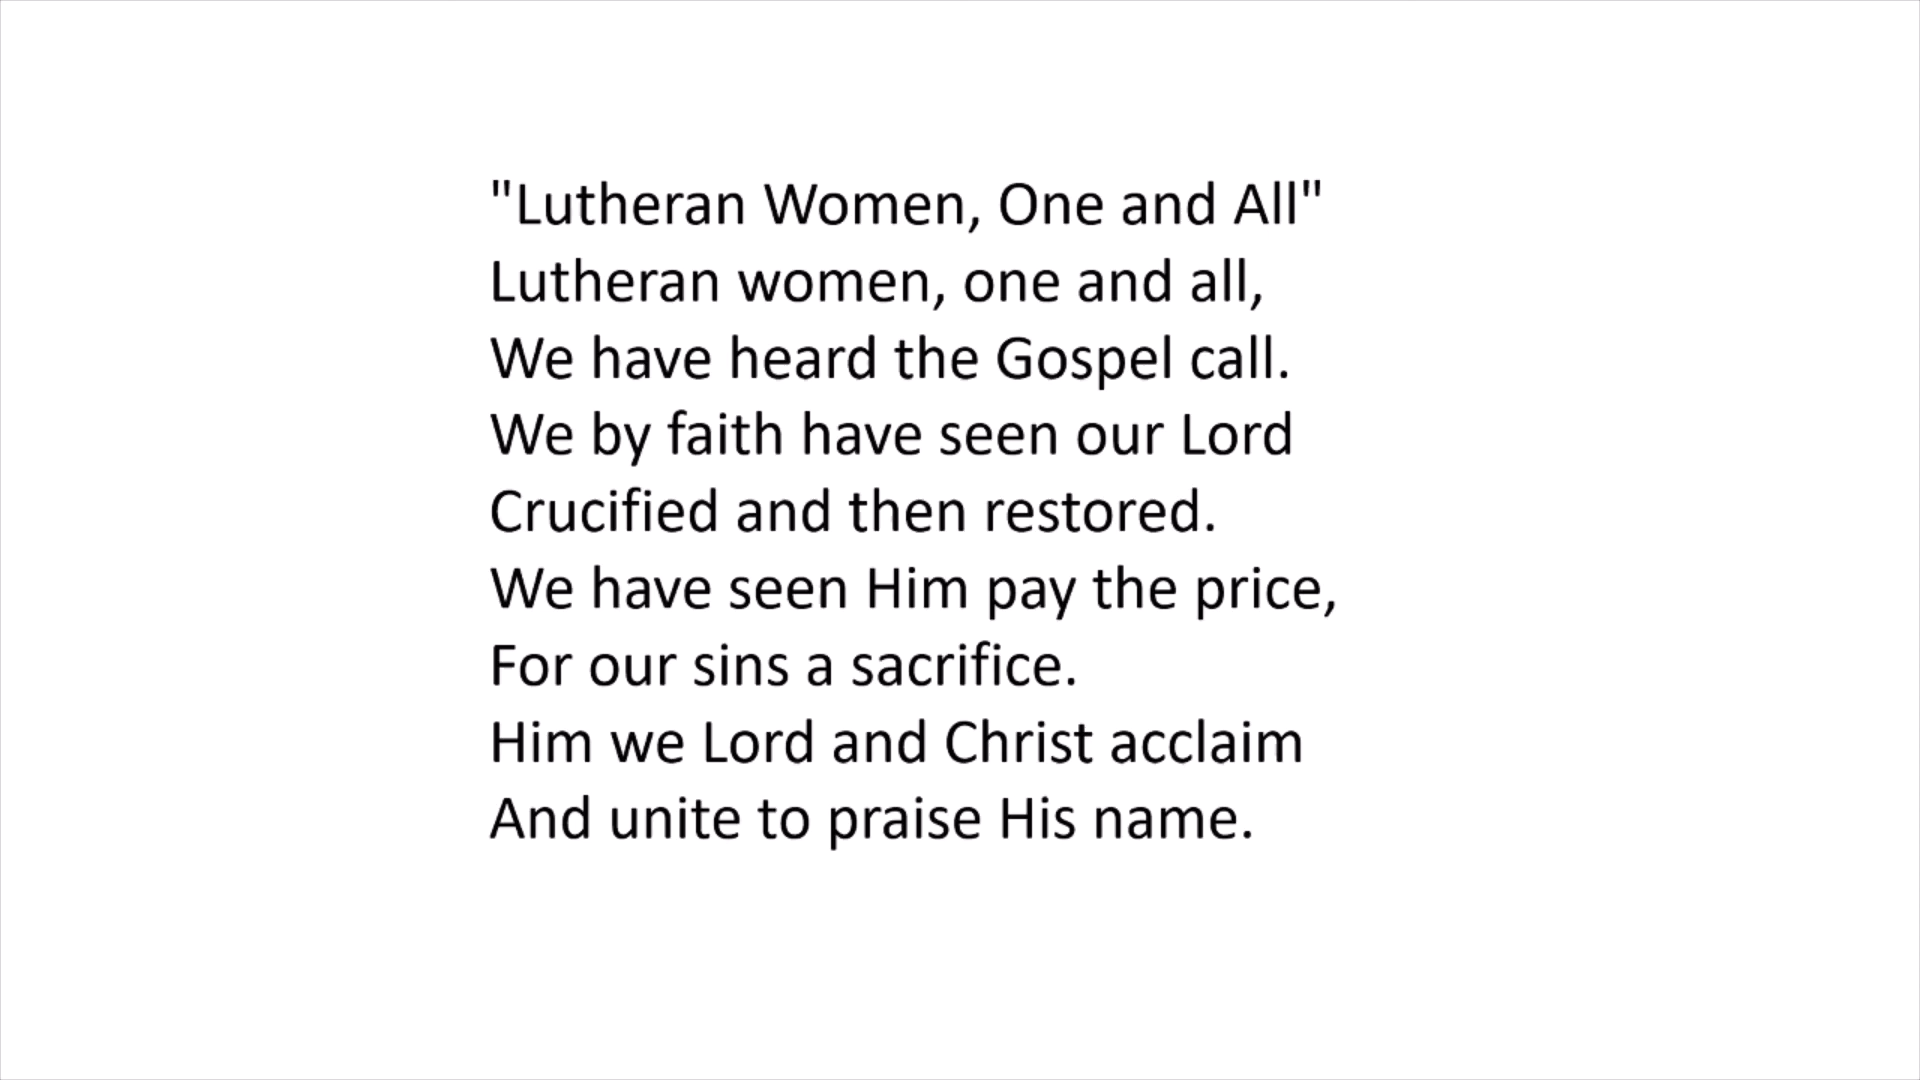 "Lutheran Women, One and All"
Lutheran women, one and all,
We have heard the Gospel call.
We by faith have seen our Lord
Crucified and then restored.
We have seen Him pay the price,
For our sins a sacrifice.
Him we Lord and Christ acclaim
And unite to praise His name.